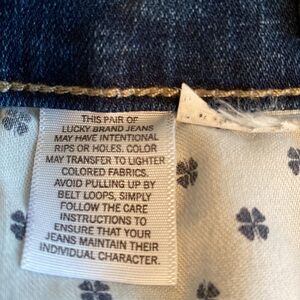 THIS PAIR OF
LUCKY BRAND JEANS
MAY HAVE INTENTIONAL
RIPS OR HOLES. COLOR
MAY TRANSFER TO LIGHTER
COLORED FABRICS.
AVOID PULLING UP BY
BELT LOOPS, SIMPLY
FOLLOW THE CARE
INSTRUCTIONS TO
ENSURE THAT YOUR
JEANS MAINTAIN THEIR
INDIVIDUAL CHARACTER.